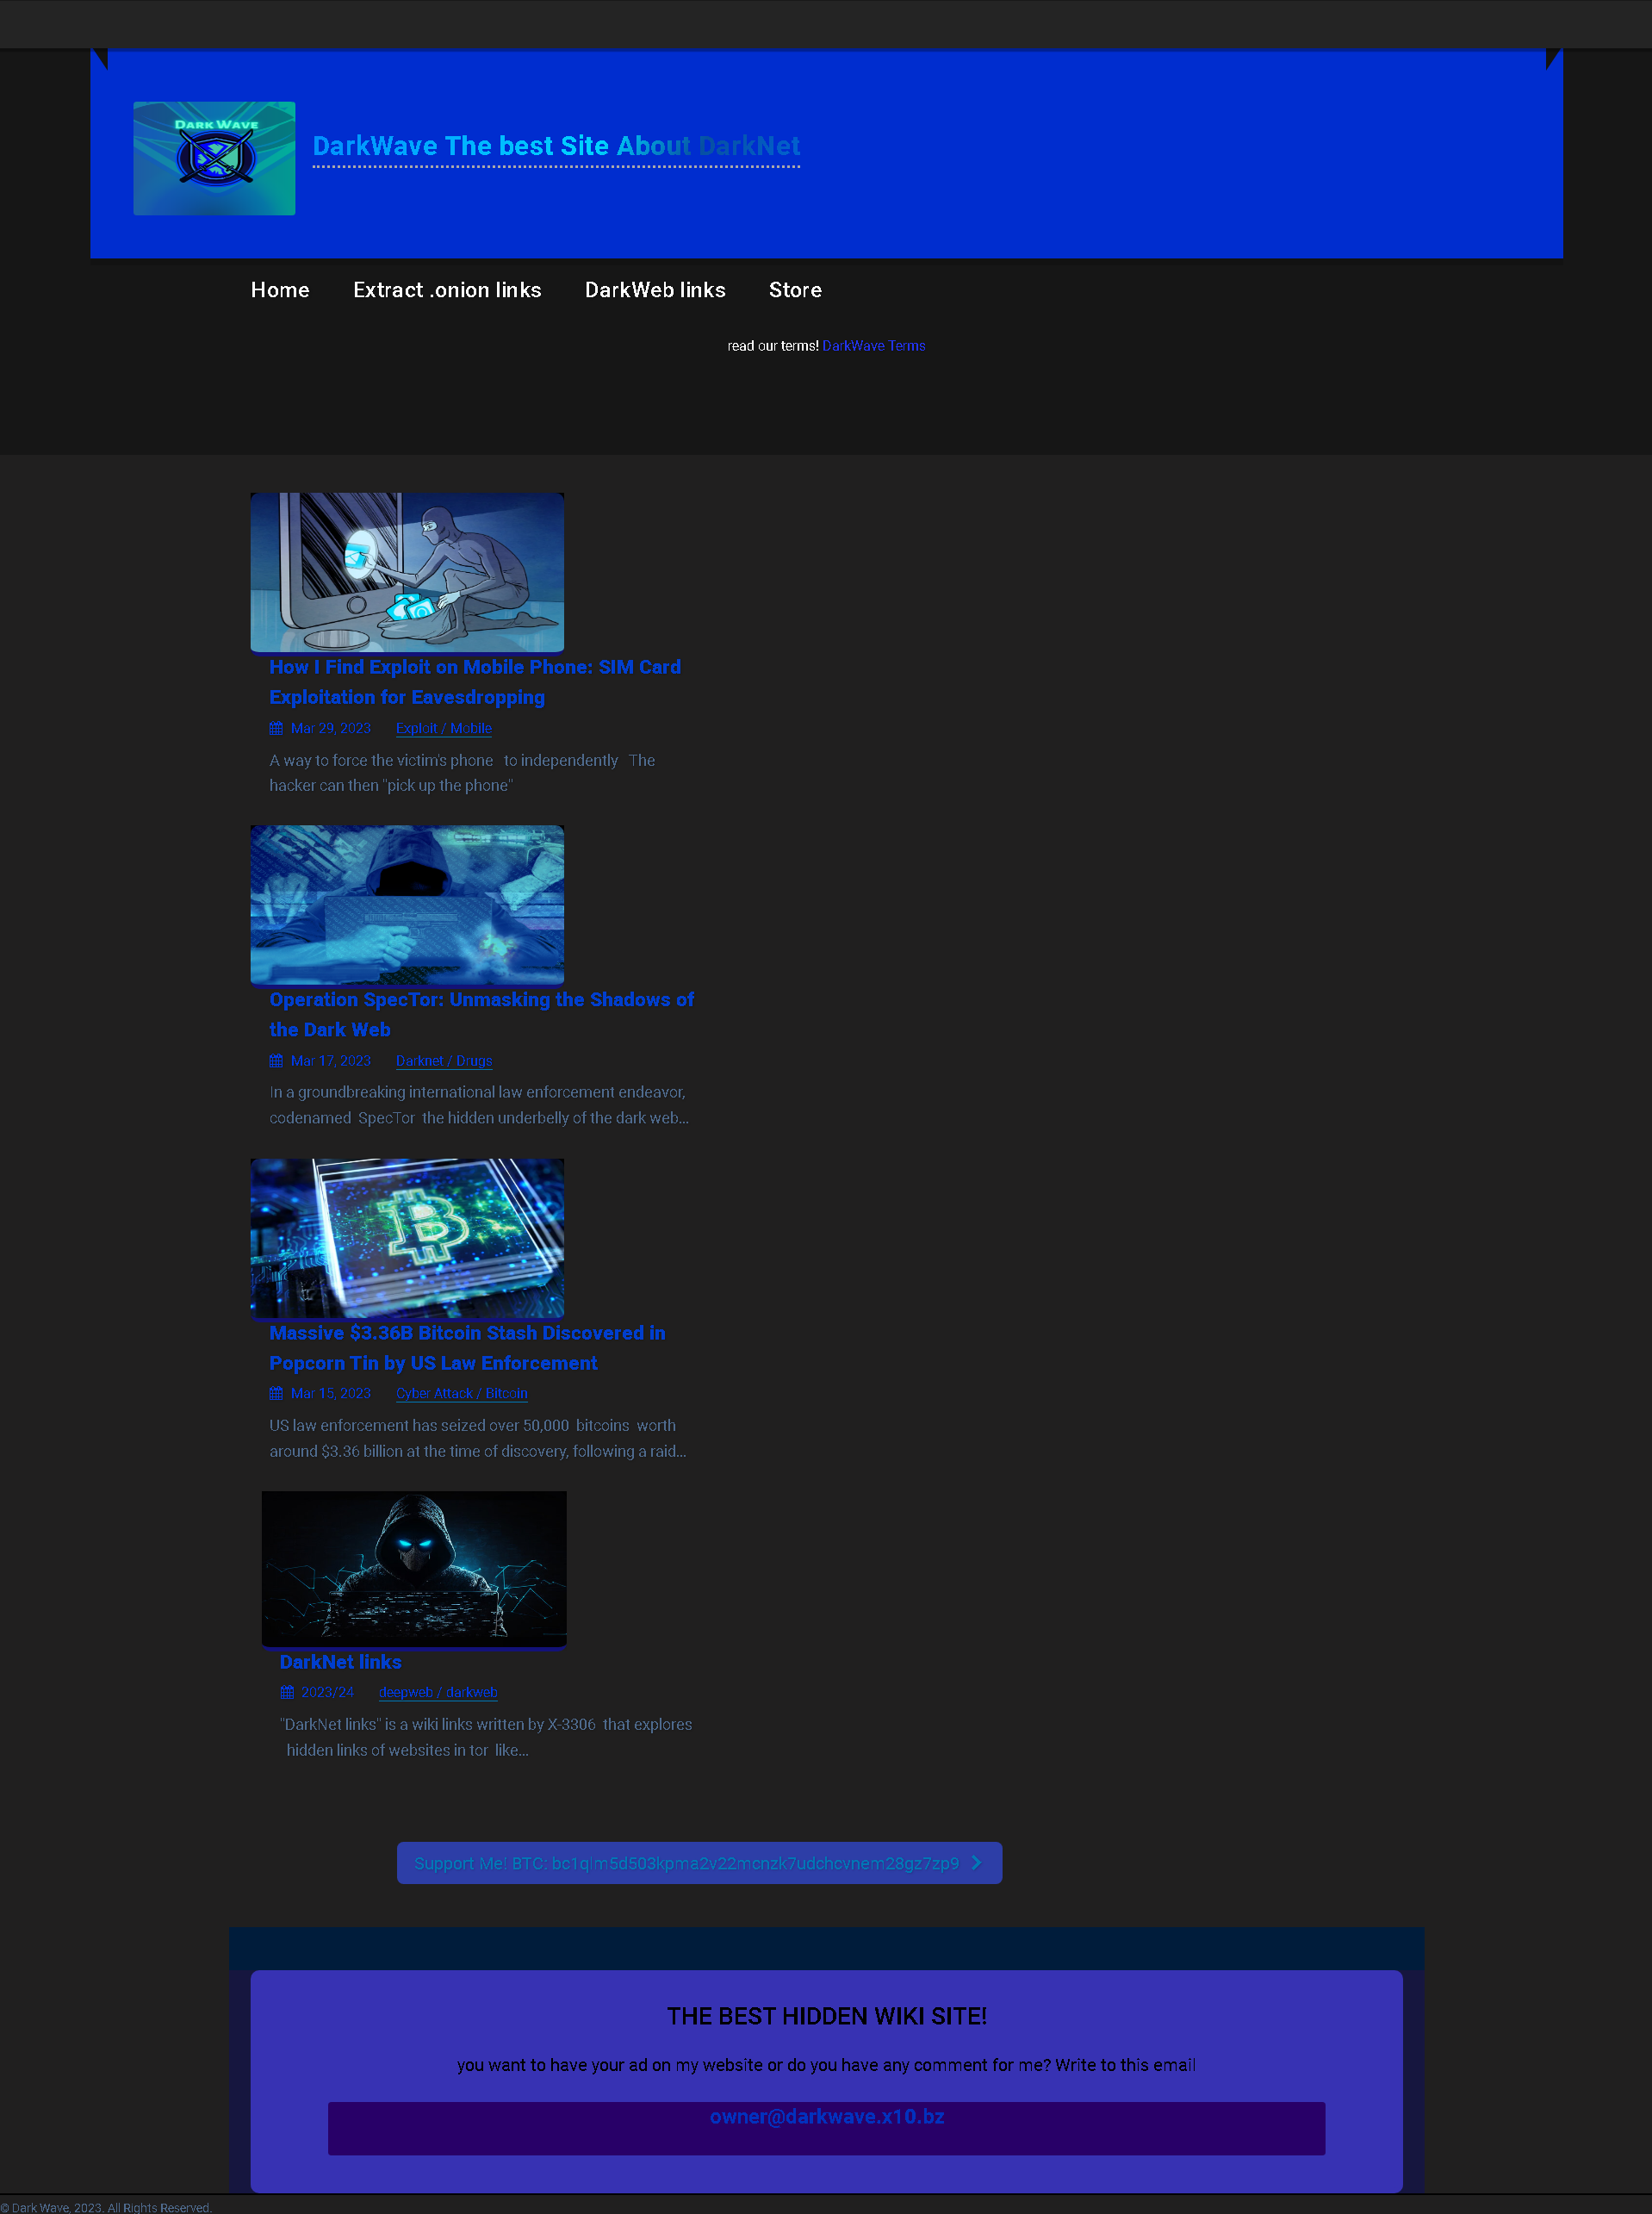 DARK WAVE
DarkWave The best Site About DarkNet
Home Extract .onion links DarkWeb links Store
read our terms! DarkWave Terms
How I Find Exploit on Mobile Phone: SIM Card
Exploitation for Eavesdropping
Mar 29, 2023 Exploit / Mobile
A way to force the victim's phone to independently The
hacker can then "pick up the phone"
Operation SpecTor: Unmasking the Shadows of
the Dark Web
Mar 17, 2023 Darknet / Drugs
In a groundbreaking international law enforcement endeavor,
codenamed SpecTor the hidden underbelly of the dark web...
Massive $3.36B Bitcoin Stash Discovered in
Popcorn Tin by US Law Enforcement
Mar 15, 2023 Cyber Attack / Bitcoin
US law enforcement has seized over 50,000 bitcoins worth
around $3.36 billion at the time of discovery, following a raid...
DarkNet links
2023/24 deepweb / darkweb
"DarkNet links" is a wiki links written by X-3306 that explores
hidden links of websites in tor like...
Support Me! BTC: bc1qlm5d503kpma2v22mcnzk7udchcvnem28gz7zp9
THE BEST HIDDEN WIKI SITE!
you want to have your ad on my website or do you have any comment for me? Write to this email
owner@darkwave.x10.bz
© Dark Wave, 2023. All Rights Reserved.